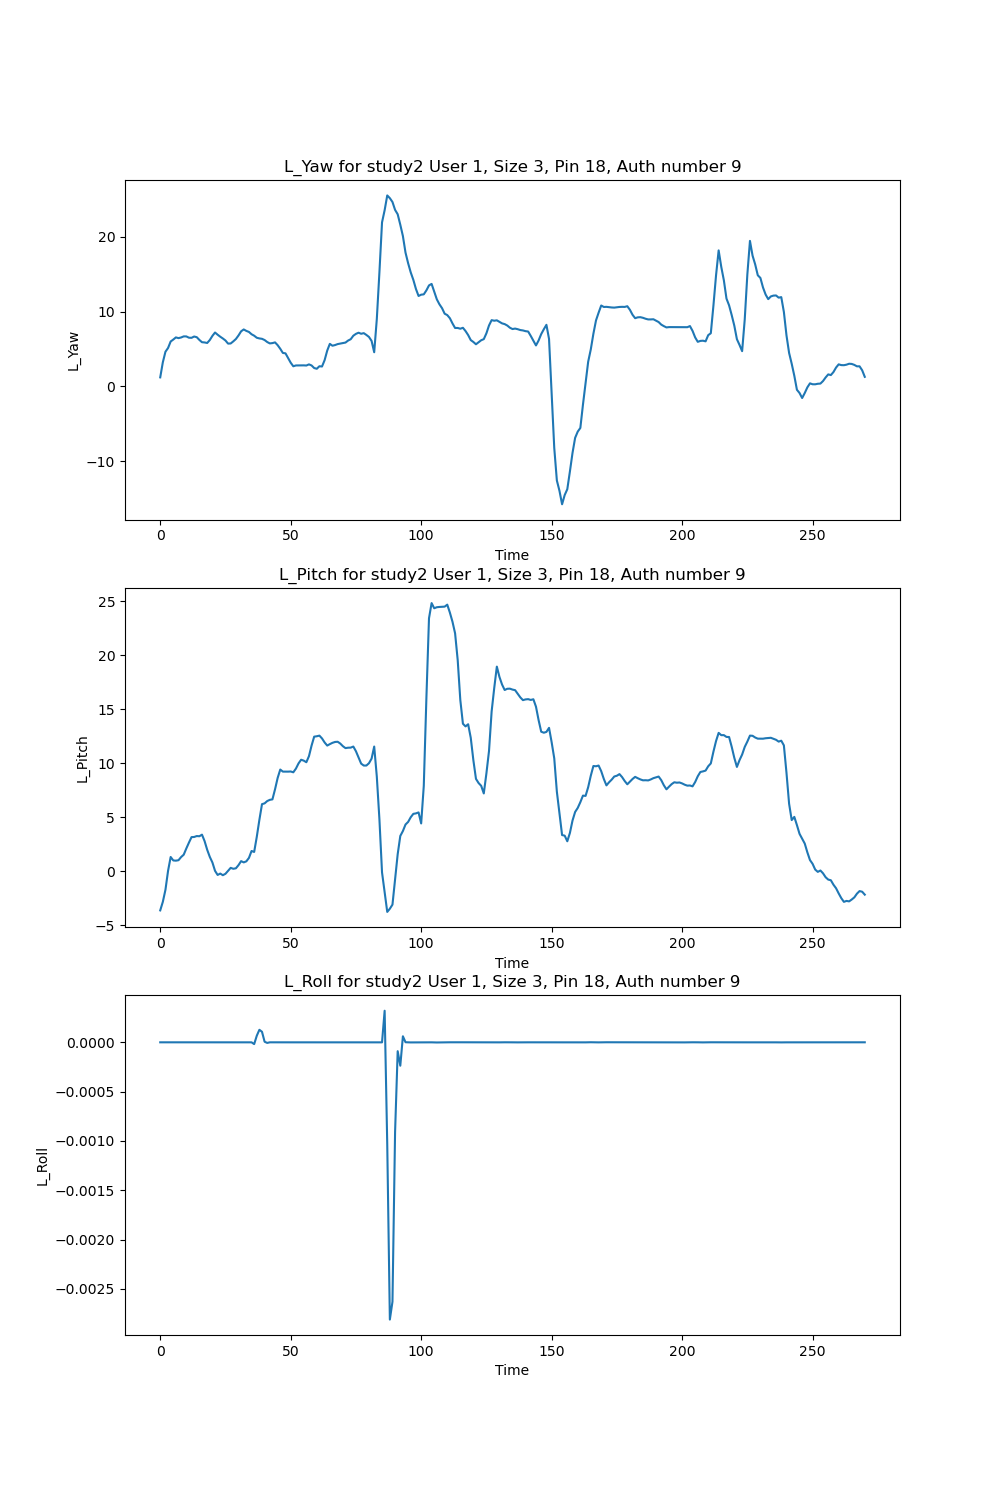 L_Yaw for study2 User 1, Size 3, Pin 18, Auth number 9
20
10
0
−10
L_Yaw
0 50 100 150 200 250
Time
L_Pitch for study2 User 1, Size 3, Pin 18, Auth number 9
25
20
15
10
5
0
−5
L_Pitch
0 50 100 150 200 250
Time
L_Roll for study2 User 1, Size 3, Pin 18, Auth number 9
0.0000
−0.0005
−0.0010
−0.0015
−0.0020
−0.0025
L_Roll
0 50 100 150 200 250
Time